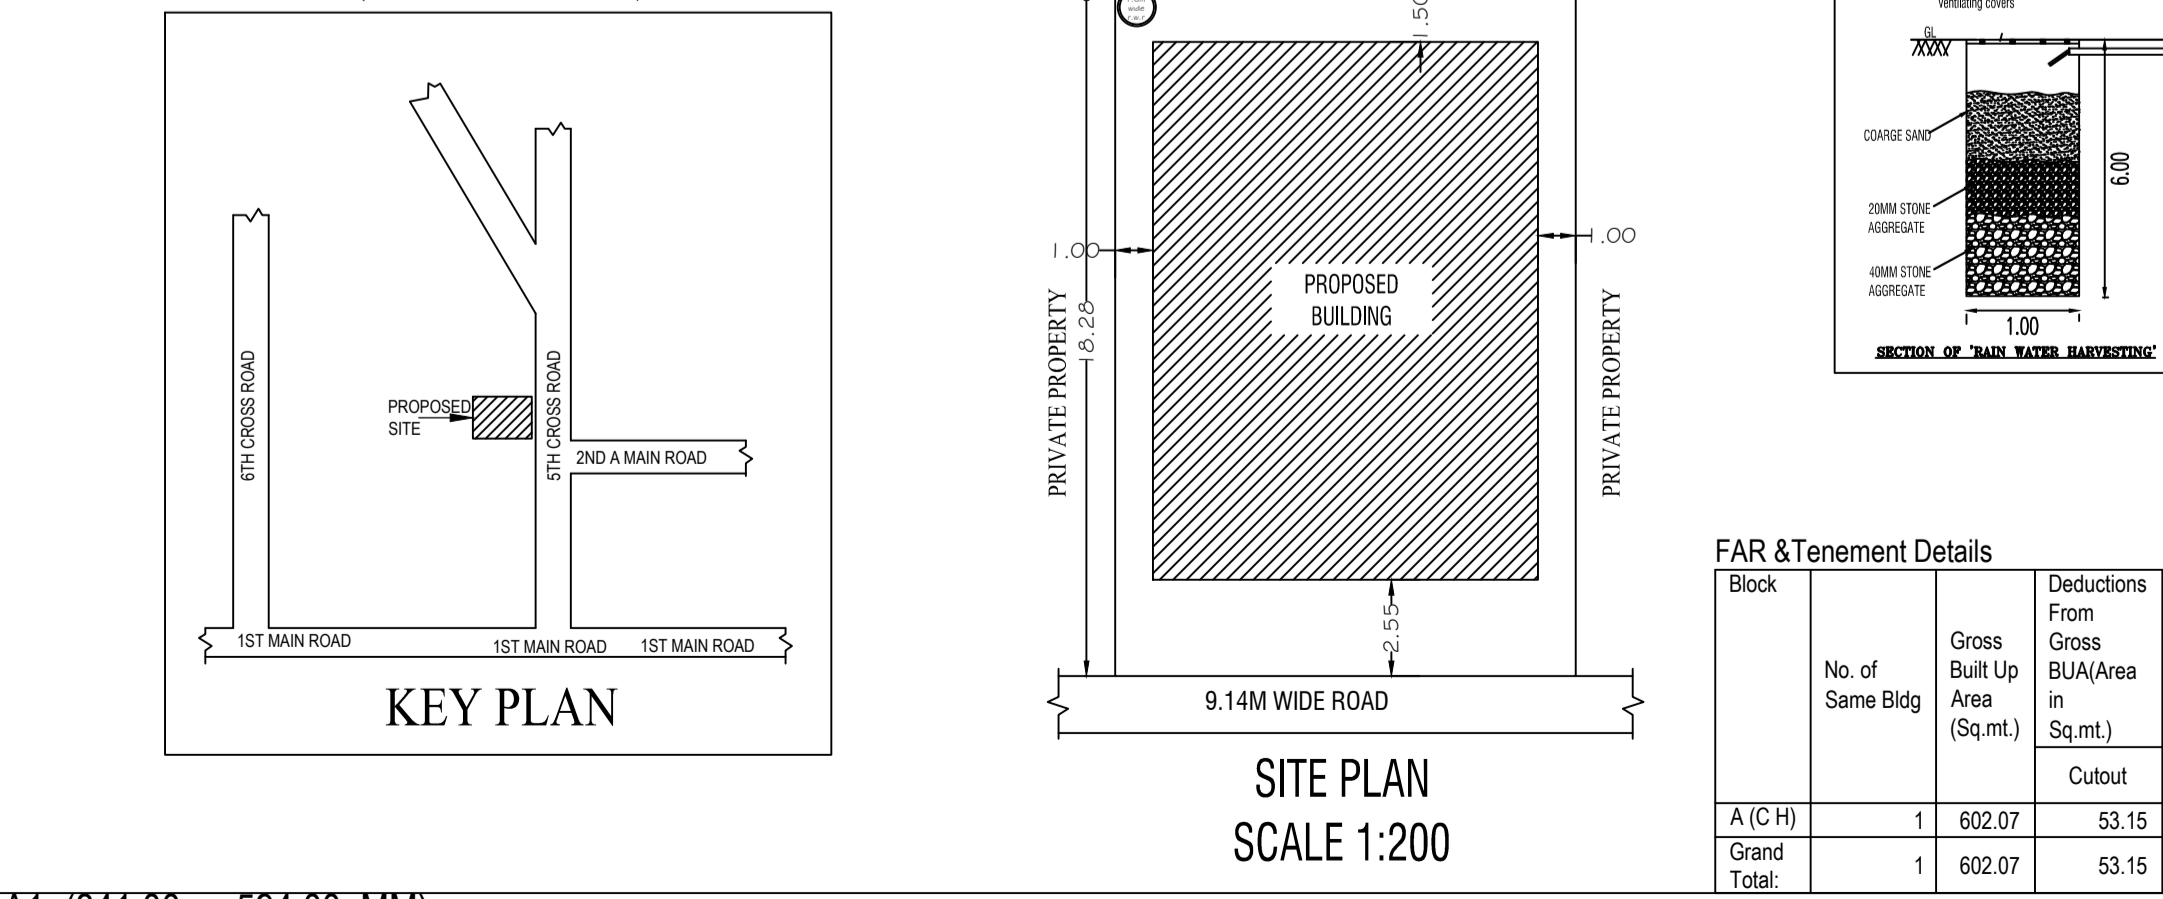 wide
r.w.r
1.50
ventilating covers
GL
COARGE SAND
20MM STONE
AGGREGATE
40MM STONE
AGGREGATE
6.00
1.00
SECTION OF 'RAIN WATER HARVESTING'
6TH CROSS ROAD
PROPOSED
SITE
5TH CROSS ROAD
2ND A MAIN ROAD
1ST MAIN ROAD
1ST MAIN ROAD
1ST MAIN ROAD
KEY PLAN
1.00
1.00
PRIVATE PROPERTY
18.28
PROPOSED
BUILDING
PRIVATE PROPERTY
2.55
9.14M WIDE ROAD
SITE PLAN
SCALE 1:200
FAR &Tenement Details
Block
No. of
Same Bldg
Gross
Built Up
Area
(Sq.mt.)
Deductions
From
Gross
BUA(Area
in
Sq.mt.)
Cutout
A (C H) 1 602.07 53.15
Grand
Total: 1 602.07 53.15